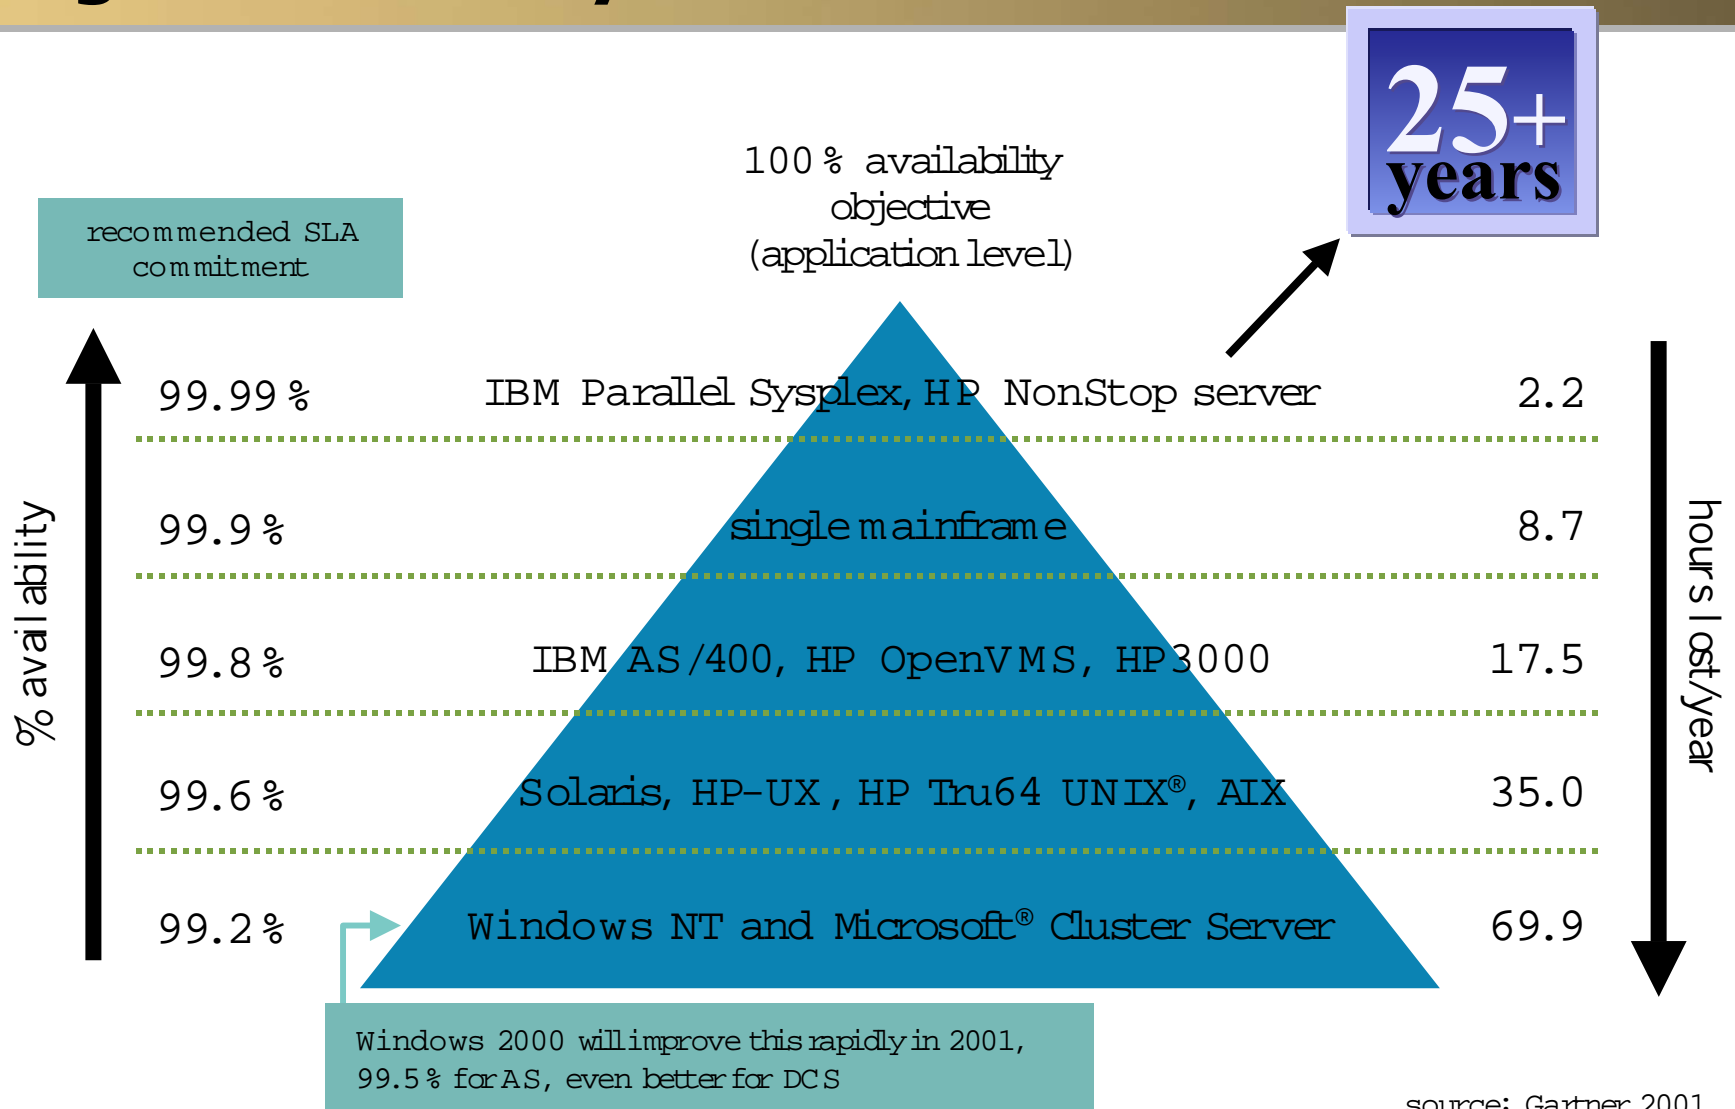 25+
years
100% availability
objective
(application level)
recommended SLA
commitment
99.99% IBM Parallel Sysplex, HP NonStop server 2.2
99.9% single mainframe 8.7
99.8% IBM AS/400, HP OpenVMS, HP3000 17.5
99.6% Solaris, HP-UX, HP Tru64 UNIX®, AIX 35.0
99.2% Windows NT and Microsoft® Cluster Server 69.9
% availability
hours lost/year
Windows 2000 will improve this rapidly in 2001,
99.5% for AS, even better for DCS
source: Gartner 2001